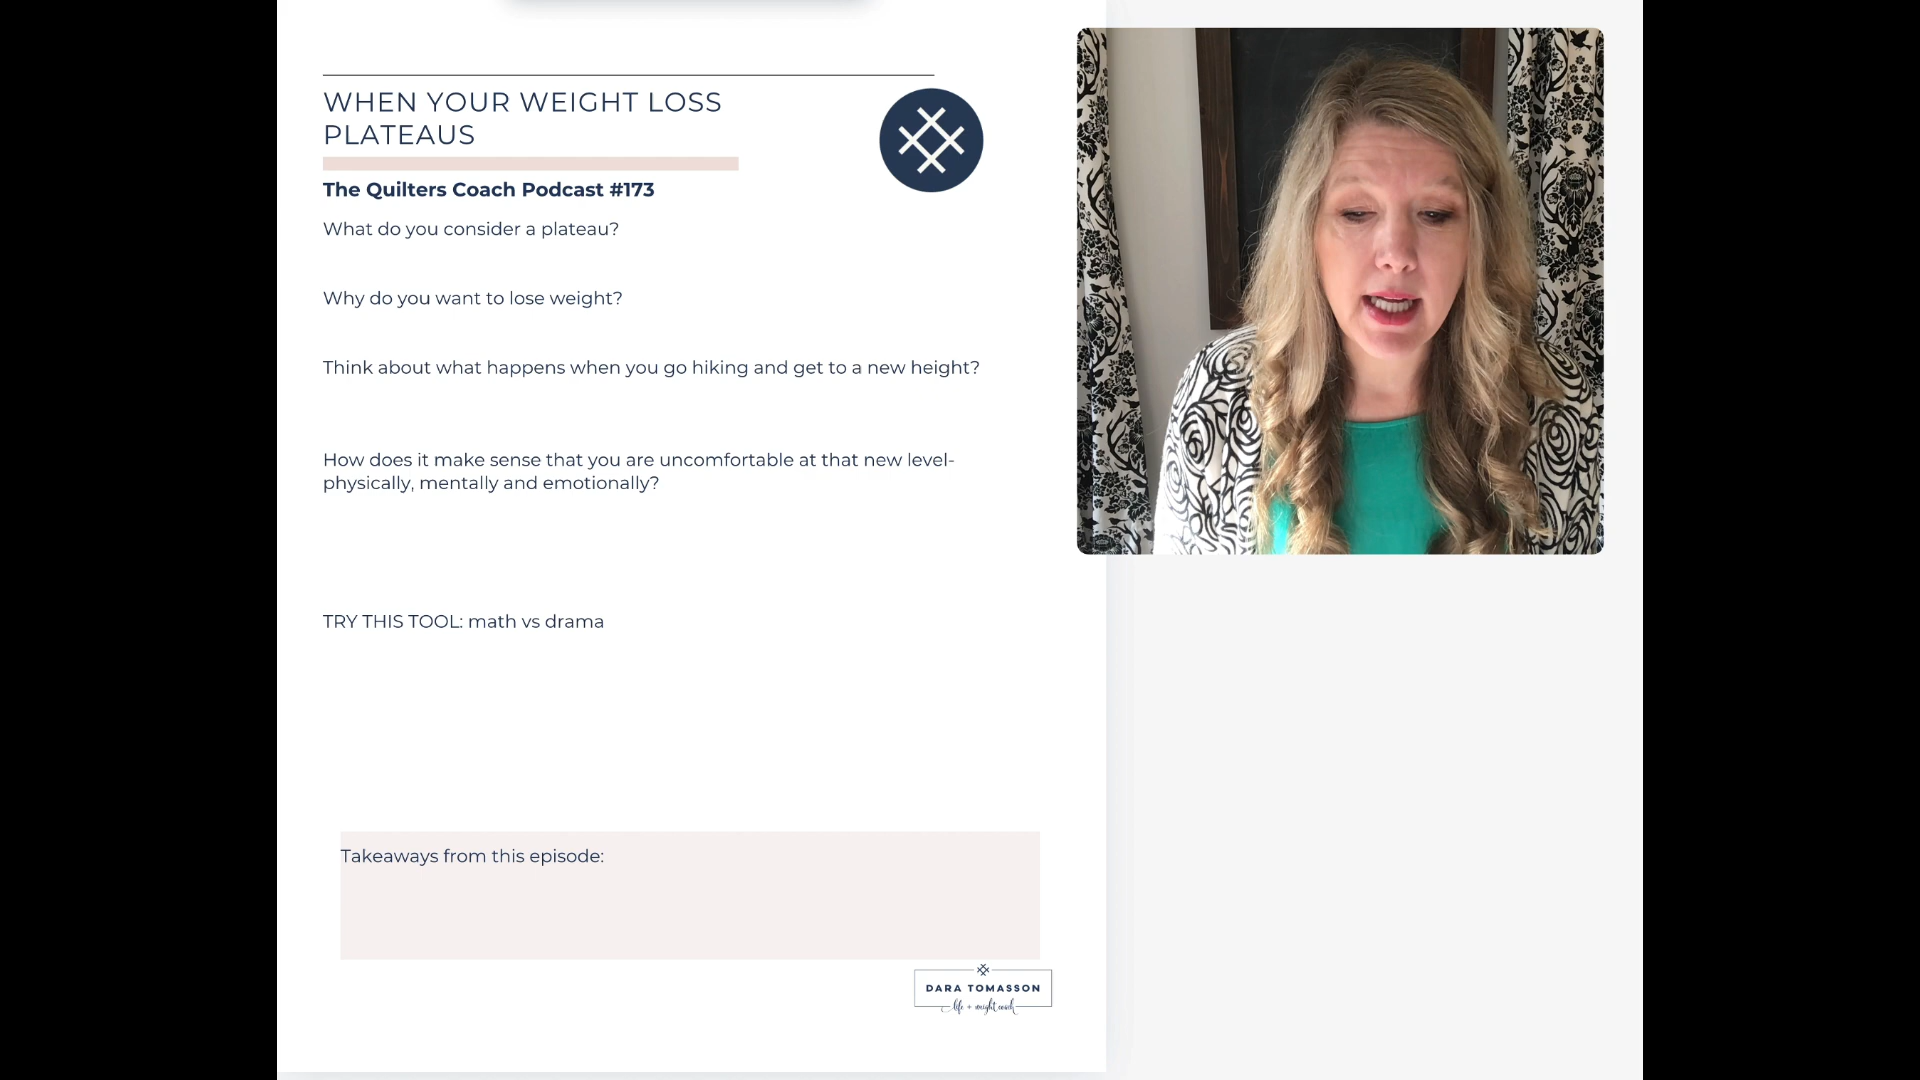 WHEN YOUR WEIGHT LOSS
PLATEAUS
The Quilters Coach Podcast #173
What do you consider a plateau?
Why do you want to lose weight?
Think about what happens when you go hiking and get to a new height?
How does it make sense that you are uncomfortable at that new level-
physically, mentally and emotionally?
TRY THIS TOOL: math vs drama
Takeaways from this episode:
DARA TOMASSON
life + weight coach